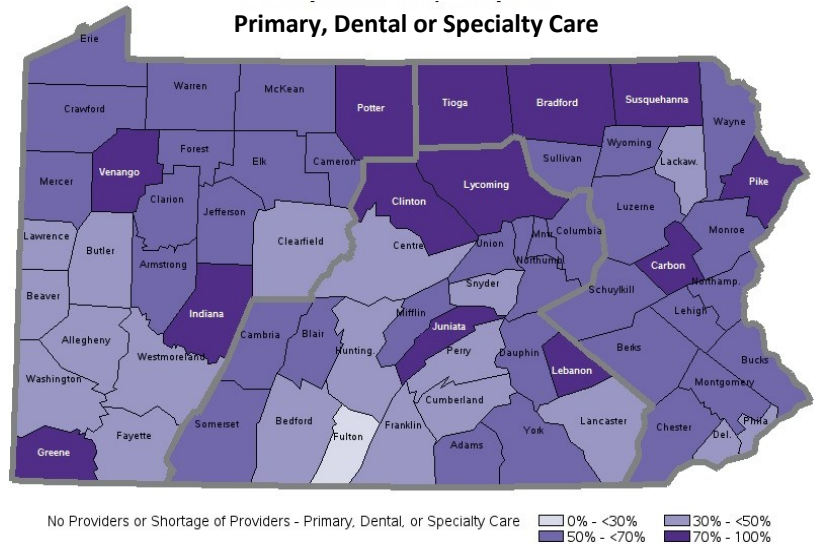 Primary, Dental or Specialty Care
Erie
Warren
McKean
Potter
Tioga
Bradford
Susquehanna
Wayne
Crawford
Forest
Elk
Cameron
Sullivan
Wyoming
Lackaw.
Pike
Venango
Mercer
Clarion
Jefferson
Clinton
Lycoming
Luzerne
Monroe
Lawrence
Butler
Clearfield
Centre
Union
Mnt
Columbia
Northumb
Carbon
Armstrong
Beaver
Indiana
Snyder
Schuylkill
Northamp.
Lehigh
Allegheny
Westmoreland
Cambria
Blair
Hunting.
Mifflin
Juniata
Perry
Dauphin
Lebanon
Berks
Bucks
Montgomery
Washington
Cumberland
Greene
Fayette
Somerset
Bedford
Fulton
Franklin
Adams
York
Lancaster
Chester
Del.
Phila
No Providers or Shortage of Providers - Primary, Dental, or Specialty Care
0% - <30%
30% - <50%
50% - <70%
70% - 100%